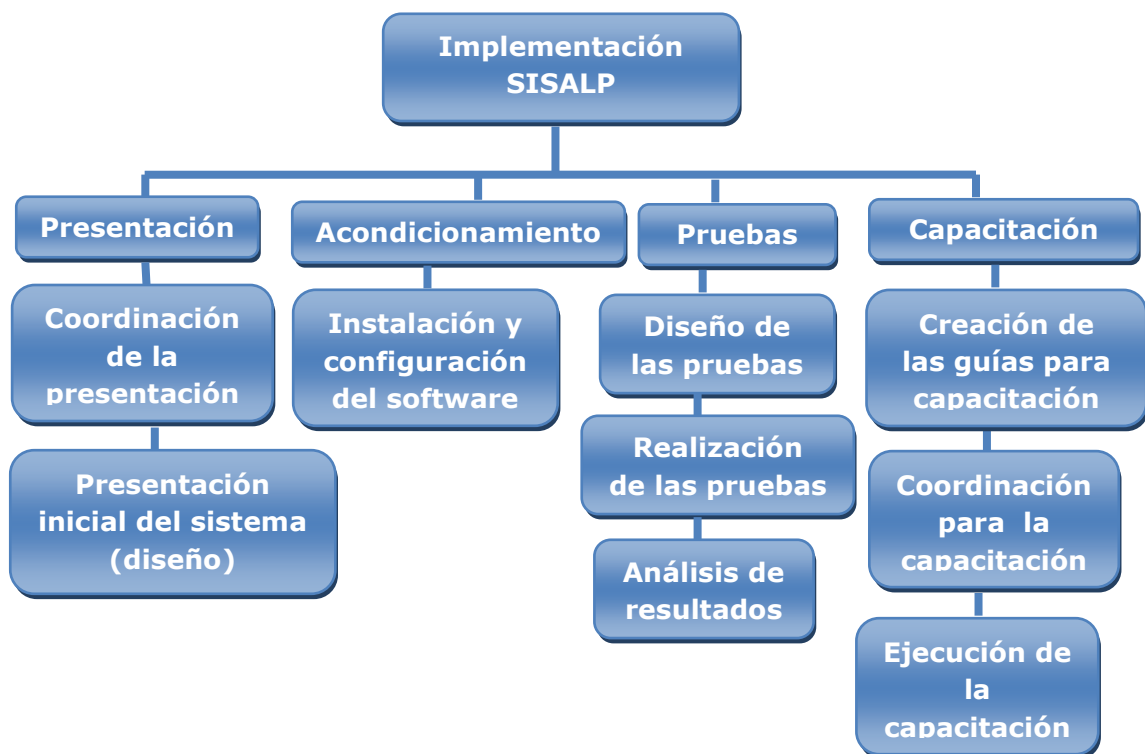 Implementación
SISALP
Presentación
Acondicionamiento
Pruebas
Capacitación
Coordinación
de la
presentación
Instalación y
configuración
del software
Diseño de
las pruebas
Creación de
las guías para
capacitación
Presentación
inicial del sistema
(diseño)
Realización
de las pruebas
Coordinación
para la
capacitación
Análisis de
resultados
Ejecución de
la
capacitación